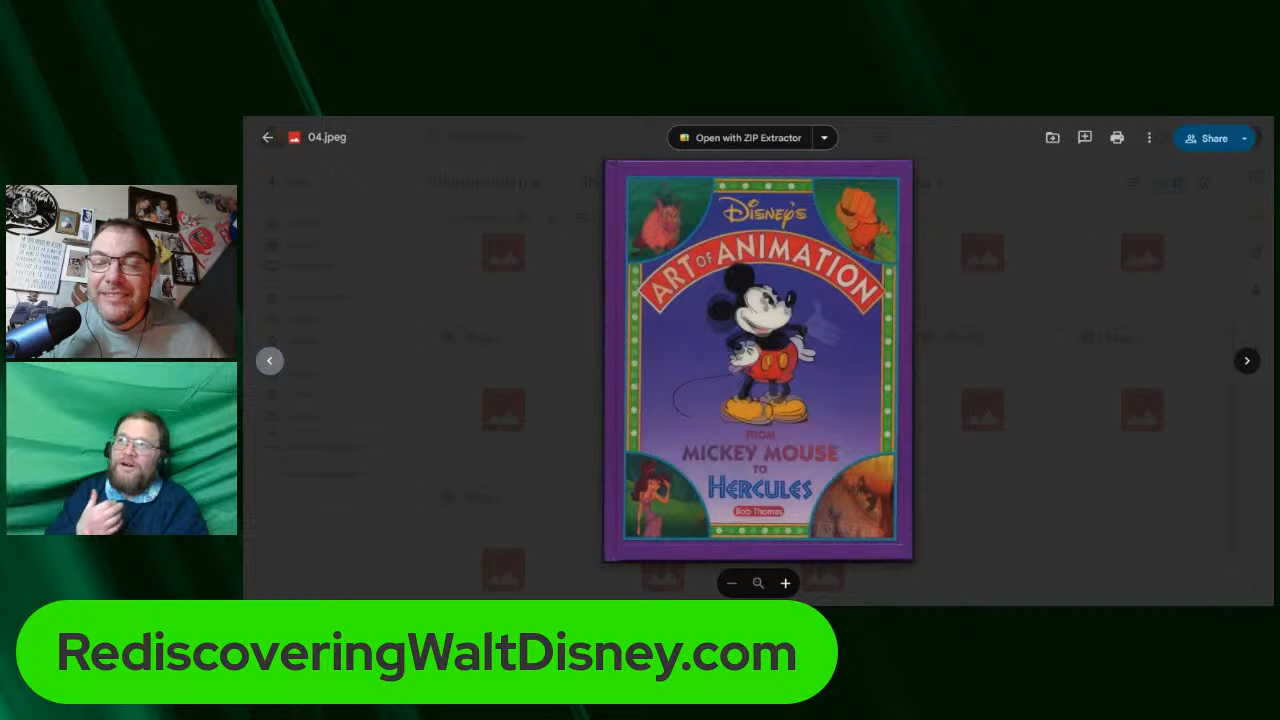 04.jpeg
Open with ZIP Extractor
Share
DISNEY'S
ART OF ANIMATION
FROM
MICKEY MOUSE
TO
HERCULES
Bob Thomas
RediscoveringWaltDisney.com